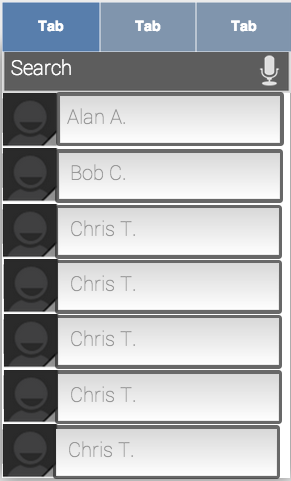 Tab Tab Tab
Search
Alan A.
Bob C.
Chris T.
Chris T.
Chris T.
Chris T.
Chris T.